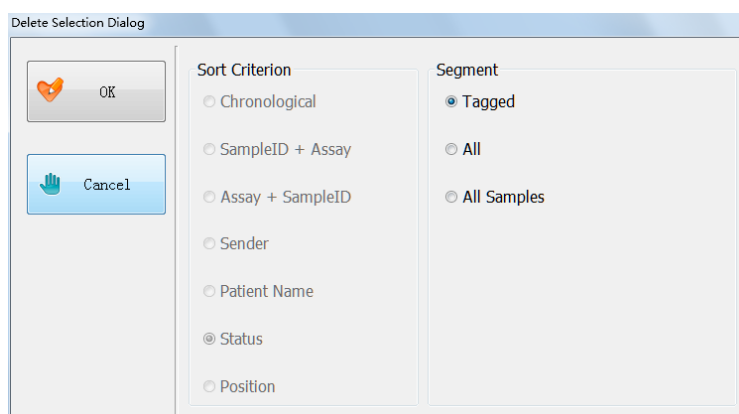 Delete Selection Dialog
OK
Cancel
Sort Criterion
Chronological
SampleID + Assay
Assay + SampleID
Sender
Patient Name
Status
Position
Segment
Tagged
All
All Samples